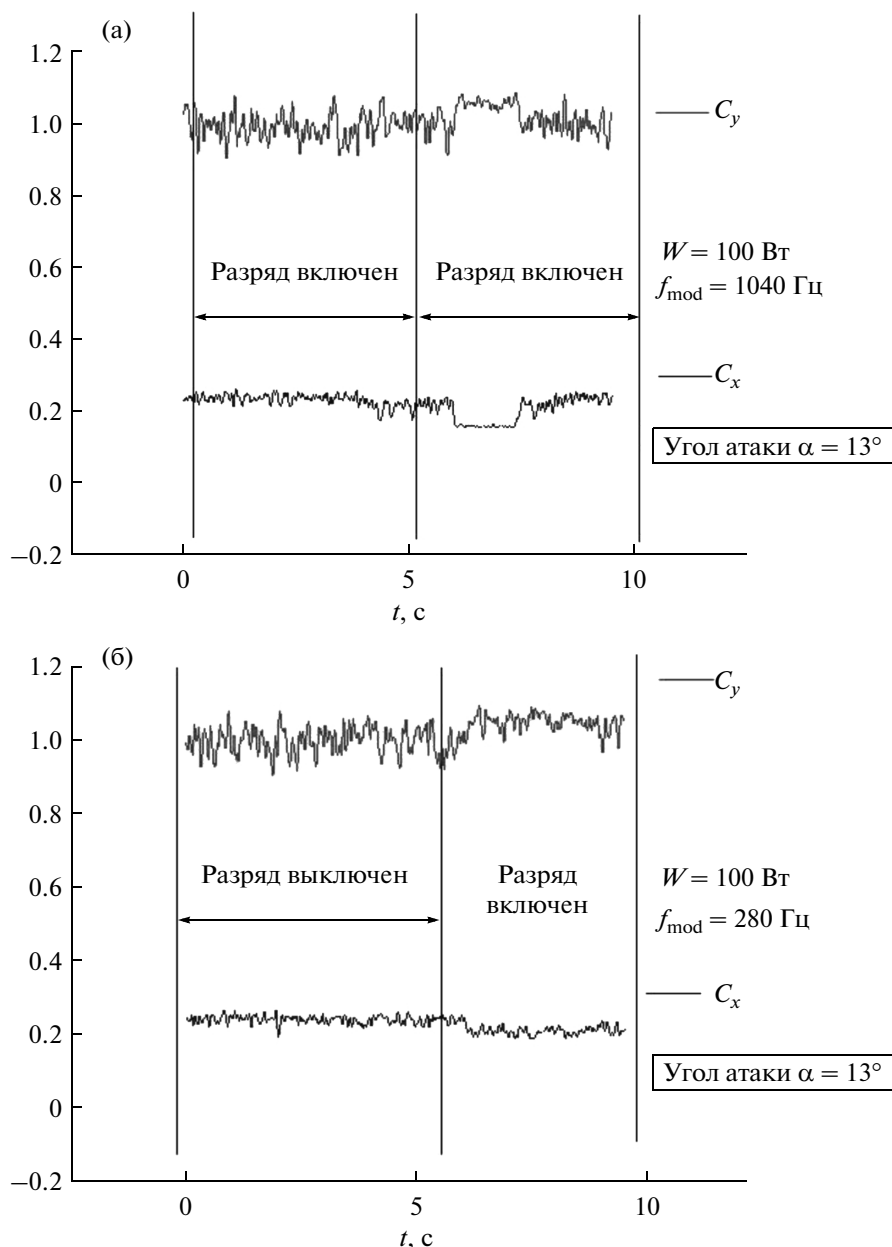 (а)
1.2
1.0
0.8
0.6
0.4
0.2
0
−0.2
C_y
Разряд включен
Разряд включен
W = 100 Вт
f_mod = 1040 Гц
C_x
Угол атаки α = 13°
0
5
10
t, с
(б)
1.2
1.0
0.8
0.6
0.4
0.2
0
−0.2
C_y
Разряд выключен
Разряд
включен
W = 100 Вт
f_mod = 280 Гц
C_x
Угол атаки α = 13°
0
5
10
t, с